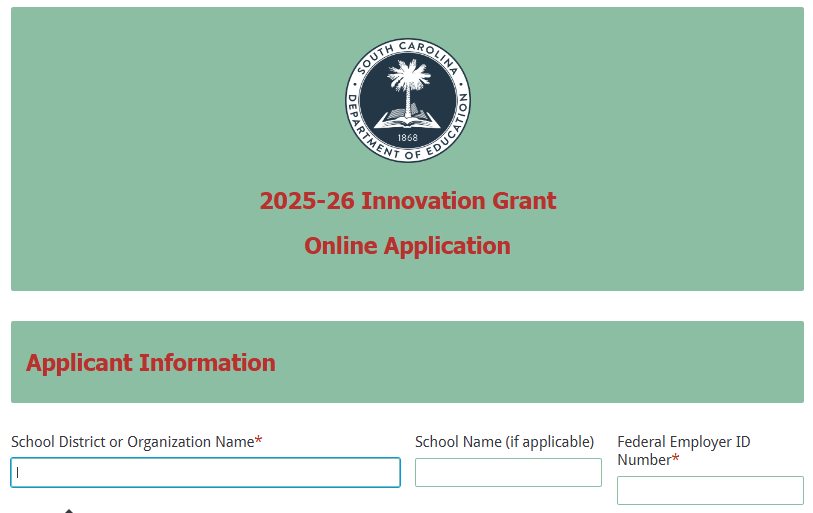 SOUTH CAROLINA
DEPARTMENT OF EDUCATION
1868
2025-26 Innovation Grant
Online Application
Applicant Information
School District or Organization Name*
School Name (if applicable)
Federal Employer ID
Number*